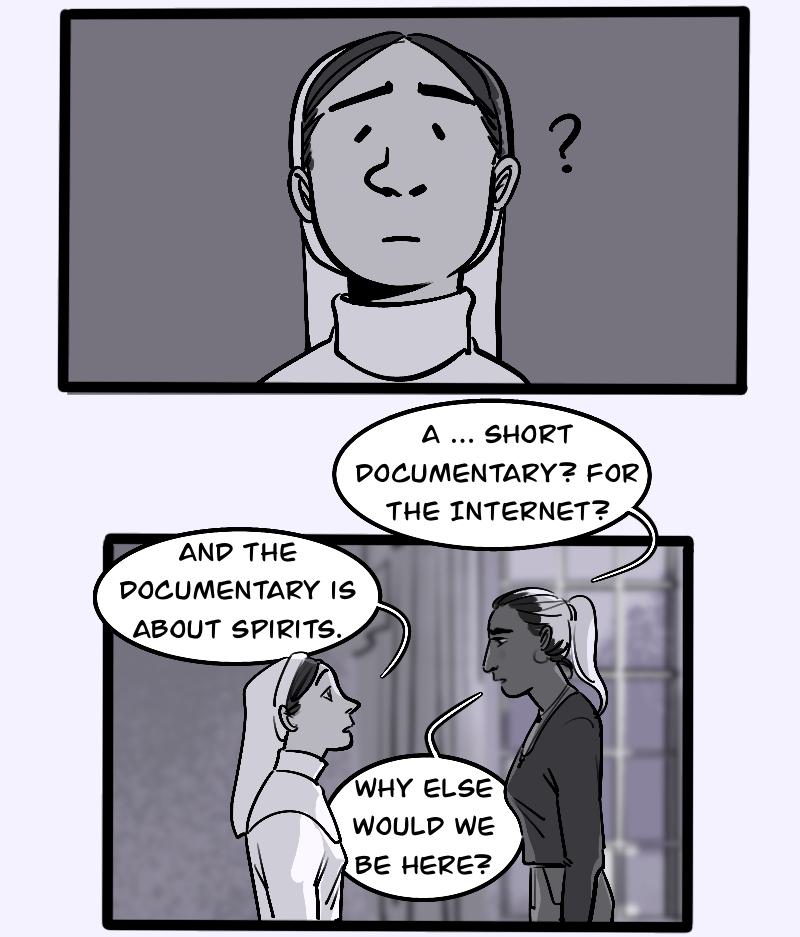 ?
A ... SHORT
DOCUMENTARY? FOR
THE INTERNET?
AND THE
DOCUMENTARY IS
ABOUT SPIRITS.
WHY ELSE
WOULD WE
BE HERE?